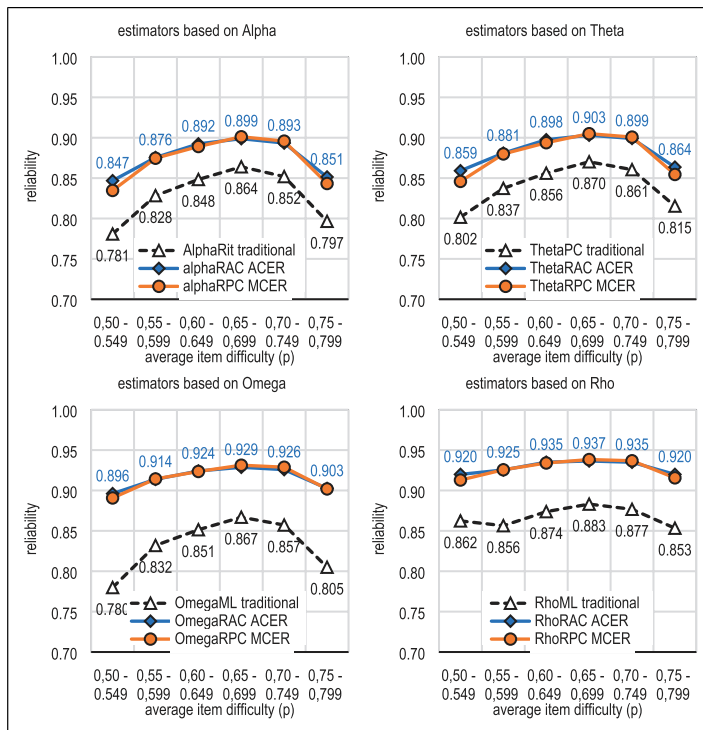 estimators based on Alpha
1.00
0.95
0.90
0.85
0.80
0.75
0.70
reliability
0.847
0.876
0.892
0.899
0.893
0.851
0.781
0.828
0.848
0.864
0.852
0.797
AlphaRit traditional
alphaRAC ACER
alphaRPC MCER
0,50 - 0.549
0,55 - 0,599
0,60 - 0.649
0,65 - 0,699
0,70 - 0.749
0,75 - 0,799
average item difficulty (p)
estimators based on Theta
1.00
0.95
0.90
0.85
0.80
0.75
0.70
reliability
0.859
0.881
0.898
0.903
0.899
0.864
0.802
0.837
0.856
0.870
0.861
0.815
ThetaPC traditional
ThetaRAC ACER
ThetaRPC MCER
0,50 - 0.549
0,55 - 0,599
0,60 - 0.649
0,65 - 0,699
0,70 - 0.749
0,75 - 0,799
average item difficulty (p)
estimators based on Omega
1.00
0.95
0.90
0.85
0.80
0.75
0.70
reliability
0.896
0.914
0.924
0.929
0.926
0.903
0.780
0.832
0.851
0.867
0.857
0.805
OmegaML traditional
OmegaRAC ACER
OmegaRPC MCER
0,50 - 0.549
0,55 - 0,599
0,60 - 0.649
0,65 - 0,699
0,70 - 0.749
0,75 - 0,799
average item difficulty (p)
estimators based on Rho
1.00
0.95
0.90
0.85
0.80
0.75
0.70
reliability
0.920
0.925
0.935
0.937
0.935
0.920
0.862
0.856
0.874
0.883
0.877
0.853
RhoML traditional
RhoRAC ACER
RhoRPC MCER
0,50 - 0.549
0,55 - 0,599
0,60 - 0.649
0,65 - 0,699
0,70 - 0.749
0,75 - 0,799
average item difficulty (p)